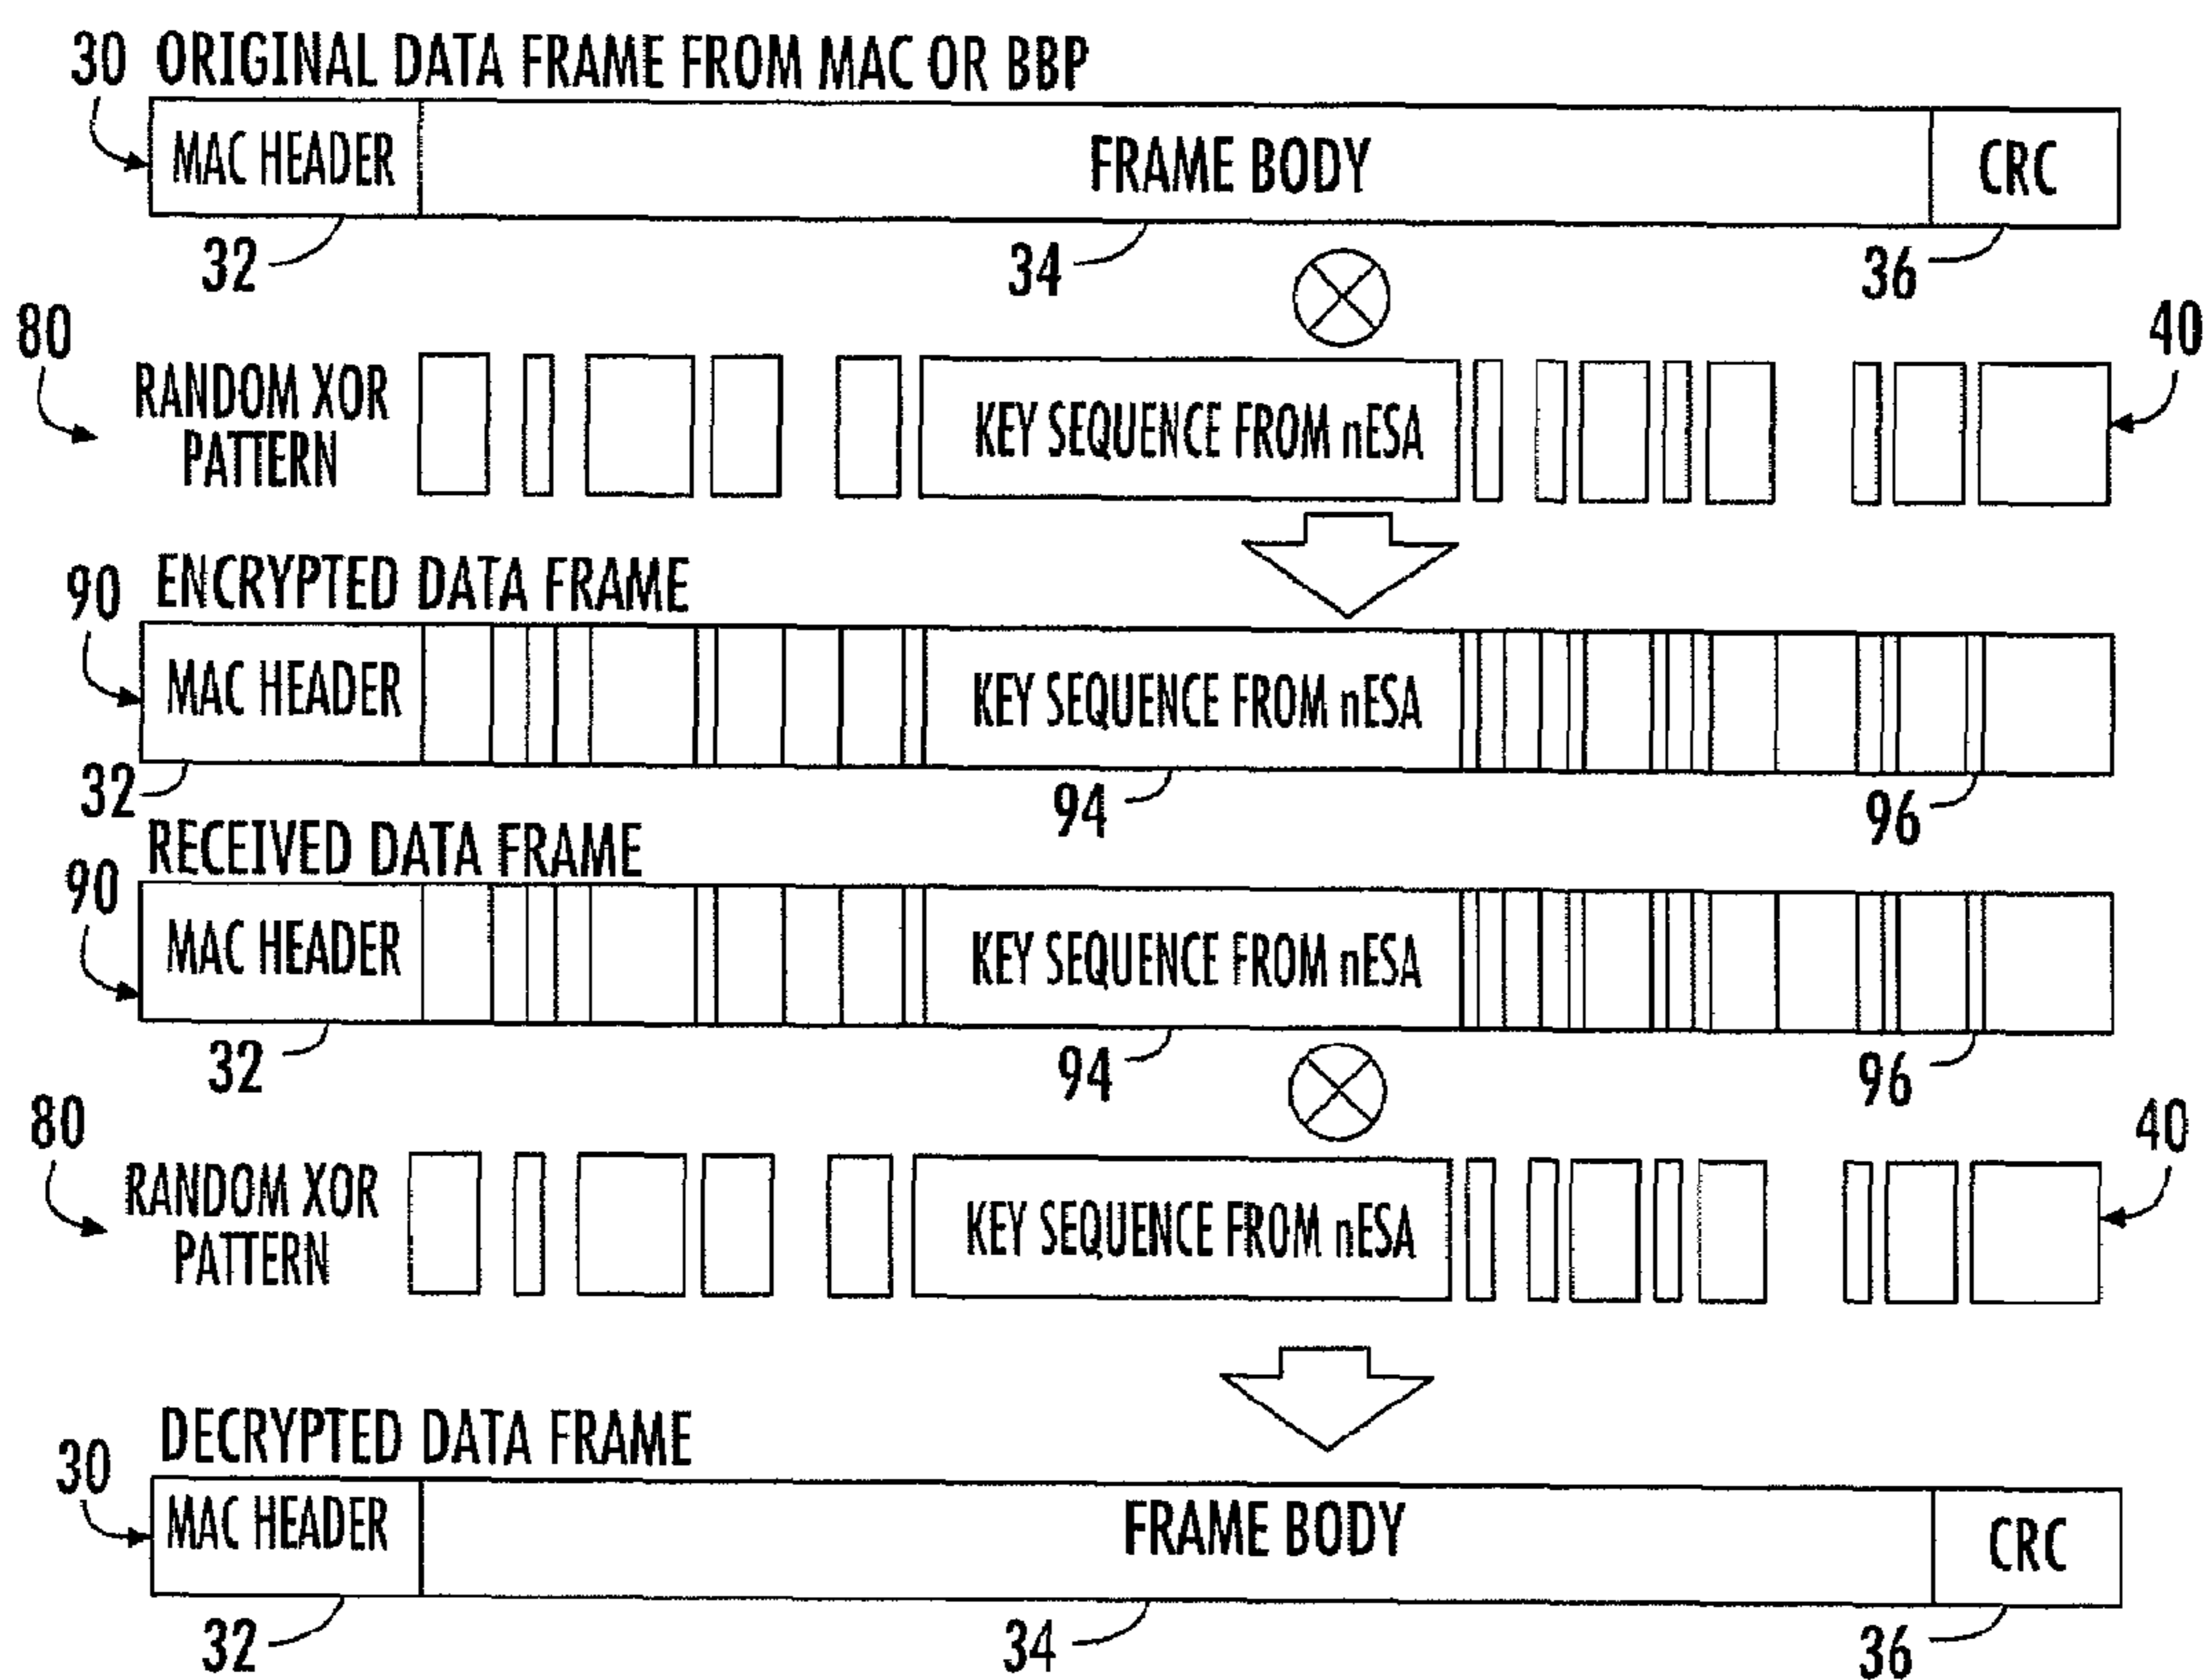 30 ORIGINAL DATA FRAME FROM MAC OR BBP
MAC HEADER FRAME BODY CRC
32 34 36
80 40
RANDOM XOR
PATTERN
KEY SEQUENCE FROM nESA
90 ENCRYPTED DATA FRAME
MAC HEADER KEY SEQUENCE FROM nESA
32 94 96
RECEIVED DATA FRAME
90
MAC HEADER KEY SEQUENCE FROM nESA
32 94 96
80 40
RANDOM XOR
PATTERN
KEY SEQUENCE FROM nESA
DECRYPTED DATA FRAME
30
MAC HEADER FRAME BODY CRC
32 34 36